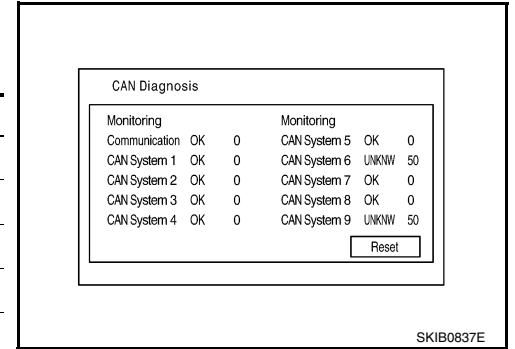 CAN Diagnosis
Monitoring
Communication OK 0
CAN System 1 OK 0
CAN System 2 OK 0
CAN System 3 OK 0
CAN System 4 OK 0
Monitoring
CAN System 5 OK 0
CAN System 6 UNKNW 50
CAN System 7 OK 0
CAN System 8 OK 0
CAN System 9 UNKNW 50
Reset
SKIB0837E